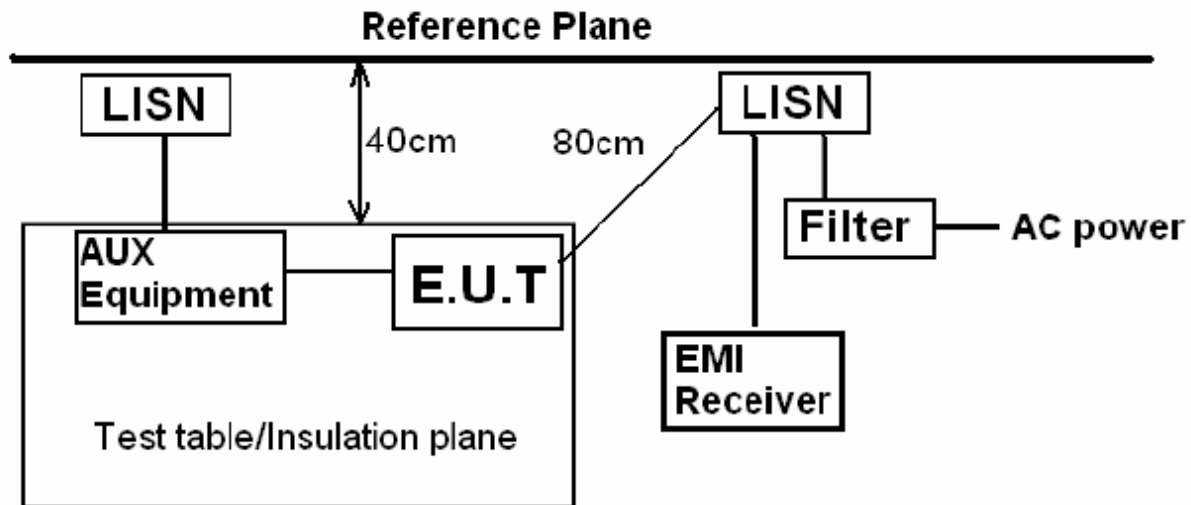 Reference Plane
LISN
40cm
80cm
LISN
AUX
Equipment
E.U.T
Filter
AC power
EMI
Receiver
Test table/Insulation plane